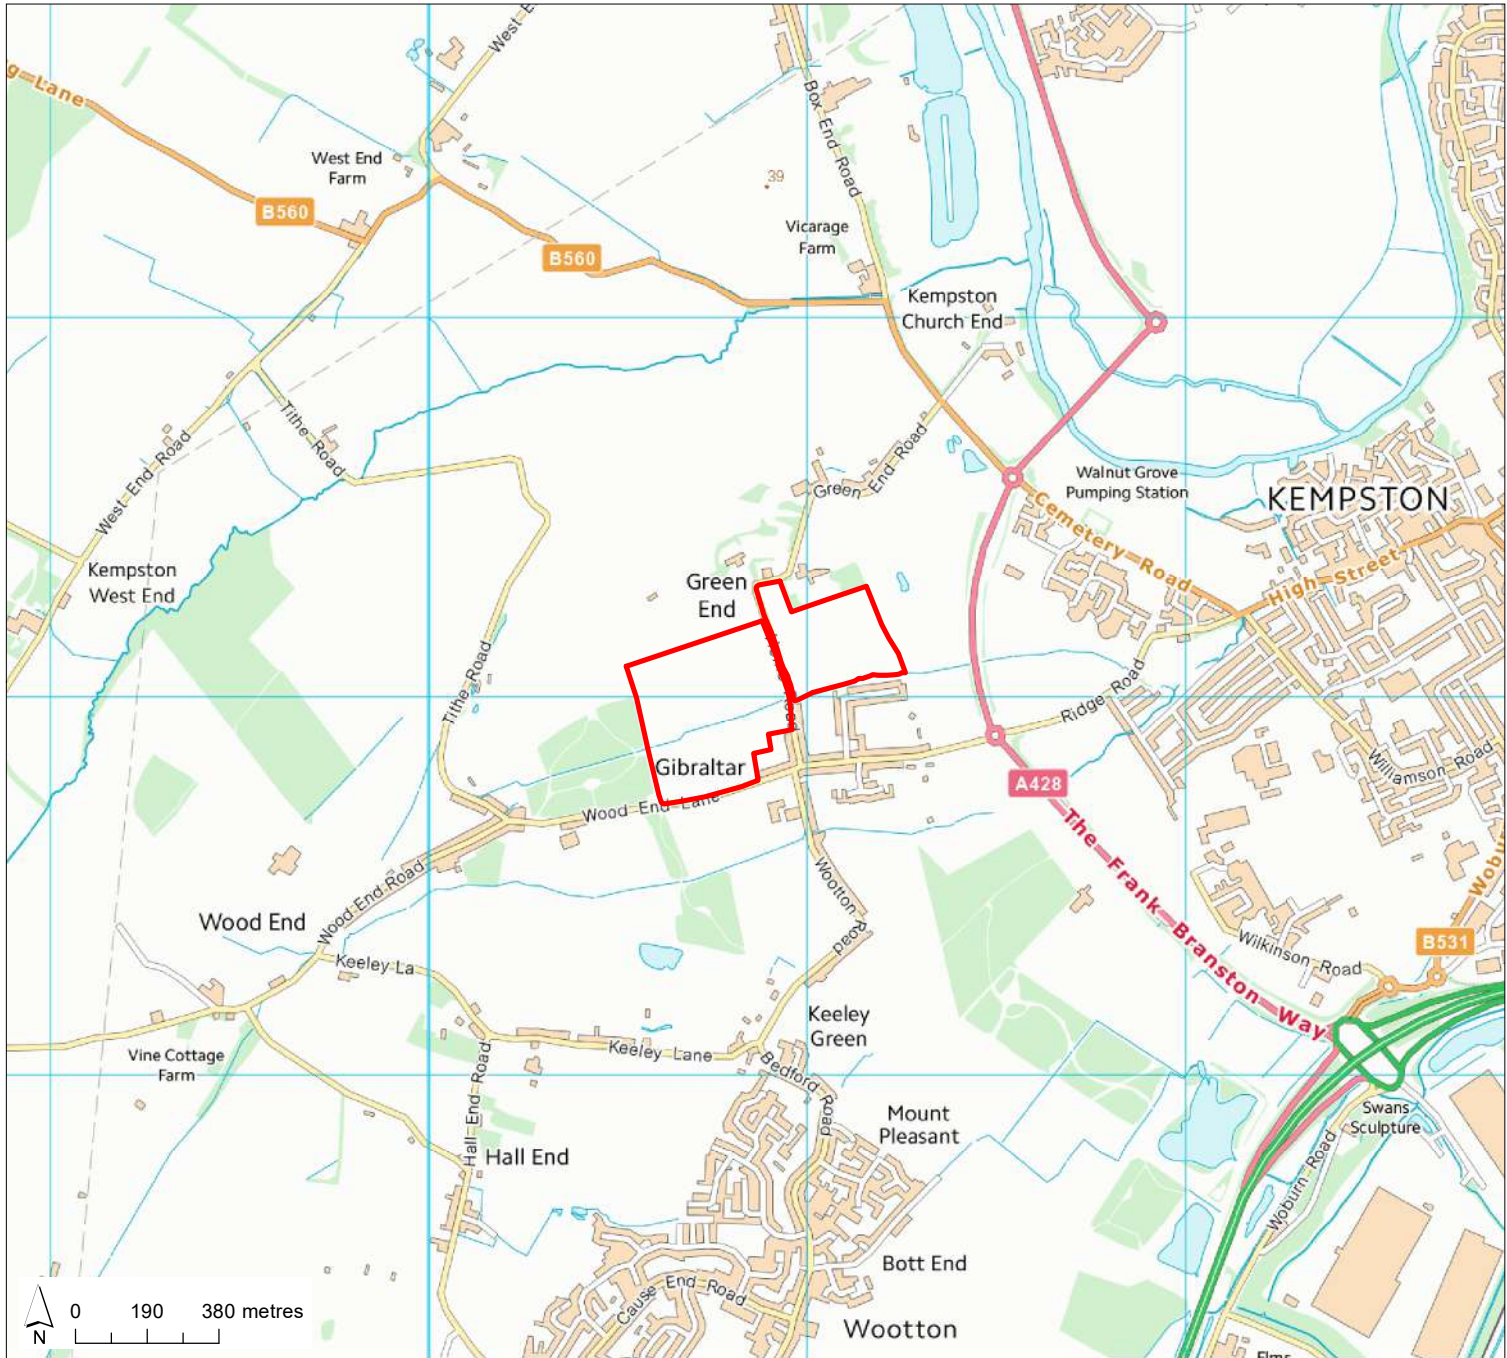 West-E
g-Lane
Box End Road
39
West End
Farm
B560
B560
Vicarage
Farm
Kempston
Church End
Tithe-Road
West-End Road
Green End Road
Walnut Grove
Pumping Station
KEMPSTON
Cemetery-Road
High-Street
Kempston
West End
Green
End
Tithe-Road
Ridge-Road
Gibraltar
Wood End-Lane
A428
Williamson Road
The-Frank-Branston-Way
Wootton-Road
Wood-End-Road
Wood End
Wobur
B531
Wilkinson-Road
Keeley La
Keeley
Green
Keeley Lane
Vine Cottage
Farm
Bedford Road
Hall-End-Road
Mount
Pleasant
Swans
Sculpture
Hall End
Woburn-Road
Bott End
Cause End-Road
Wootton
N
0 190 380 metres
Elms